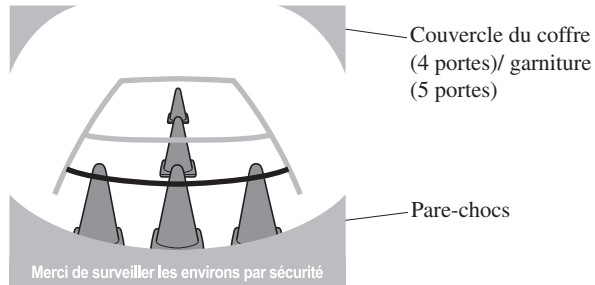 Couvercle du coffre
(4 portes)/ garniture
(5 portes)
Pare-chocs
Merci de surveiller les environs par sécurité